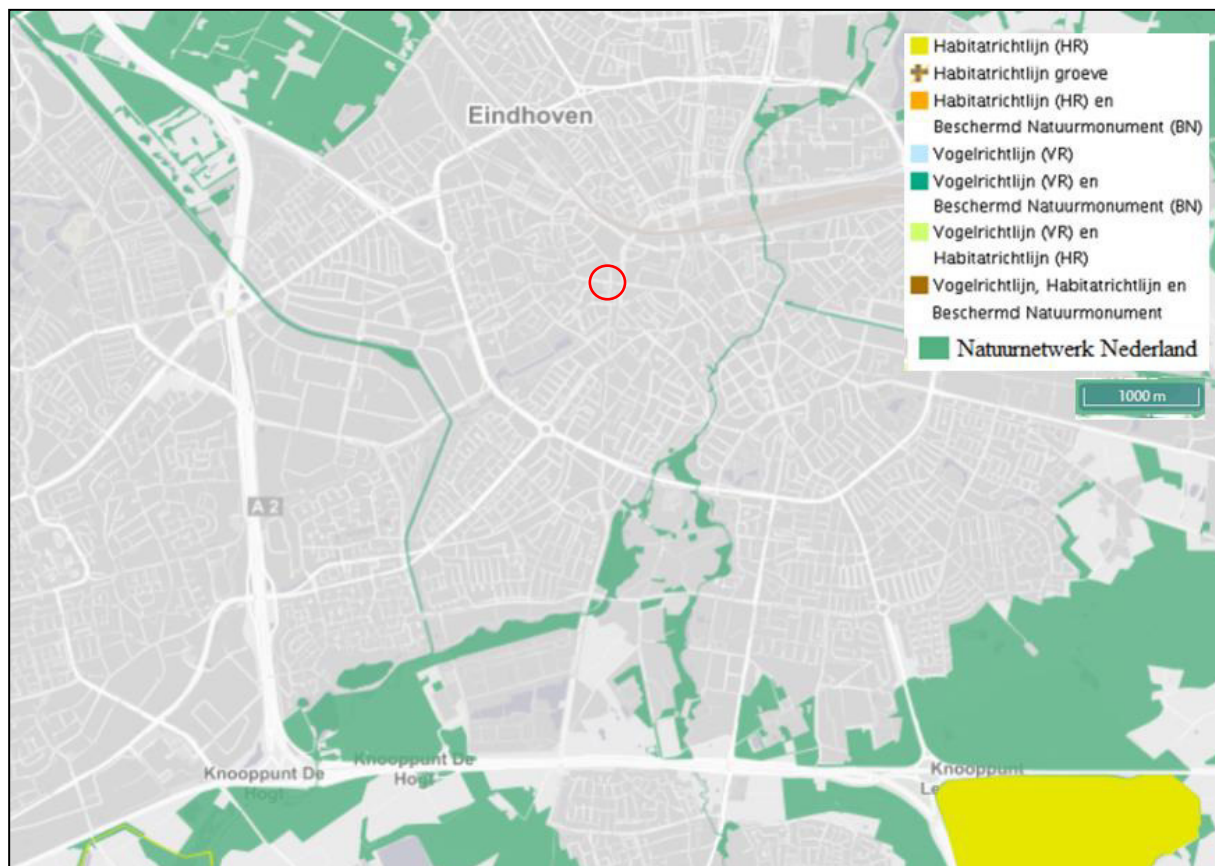 Eindhoven
Habitatrichtlijn (HR)
Habitatrichtlijn groeve
Habitatrichtlijn (HR) en
Beschermd Natuurmonument (BN)
Vogelrichtlijn (VR)
Vogelrichtlijn (VR) en
Beschermd Natuurmonument (BN)
Vogelrichtlijn (VR) en
Habitatrichtlijn (HR)
Vogelrichtlijn, Habitatrichtlijn en
Beschermd Natuurmonument
Natuurnetwerk Nederland
1000 m
A 2
Knooppunt De
Hogt
Knooppunt De
Hogt
Knooppunt
Le